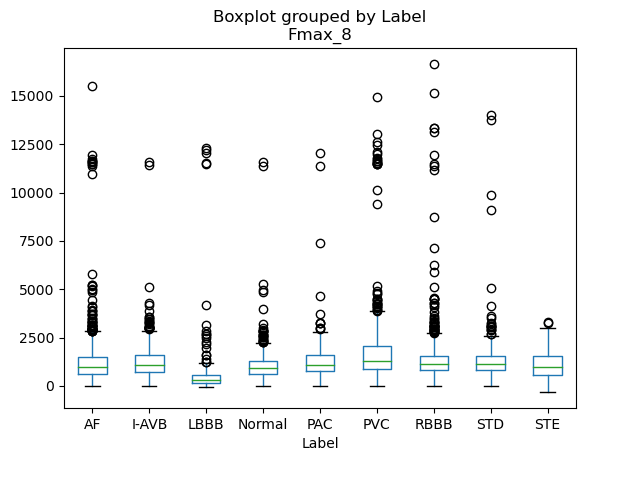 Boxplot grouped by Label
Fmax_8
15000
12500
10000
7500
5000
2500
0
AF I-AVB LBBB Normal PAC PVC RBBB STD STE
Label